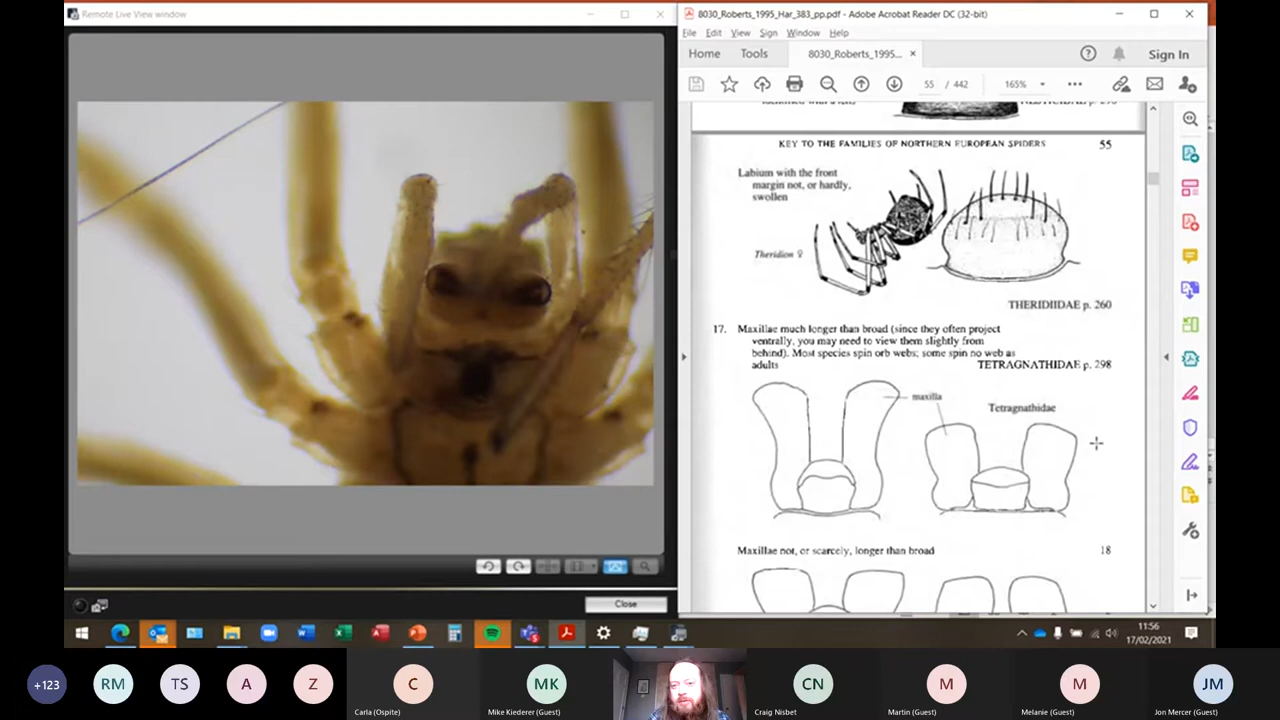 Remote Live View window
8030_Roberts_1995_Har_383_pp.pdf - Adobe Acrobat Reader DC (32-bit)
File Edit View Sign Window Help
Home Tools 8030_Roberts_1995... × Sign In
55 / 442 165%
KEY TO THE FAMILIES OF NORTHERN EUROPEAN SPIDERS 55
Labium with the front
margin not, or hardly,
swollen
Theridion ♀
THERIDIIDAE p. 260
17. Maxillae much longer than broad (since they often project
ventrally, you may need to view them slightly from
behind). Most species spin orb webs; some spin no web as
adults TETRAGNATHIDAE p. 298
maxilla
Tetragnathidae
Maxillae not, or scarcely, longer than broad 18
Close
11:56
17/02/2021
+123 RM TS A Z C MK CN M M JM
Carla (Ospite) Mike Kiederer (Guest) Craig Nisbet Martin (Guest) Melanie (Guest) Jon Mercer (Guest)